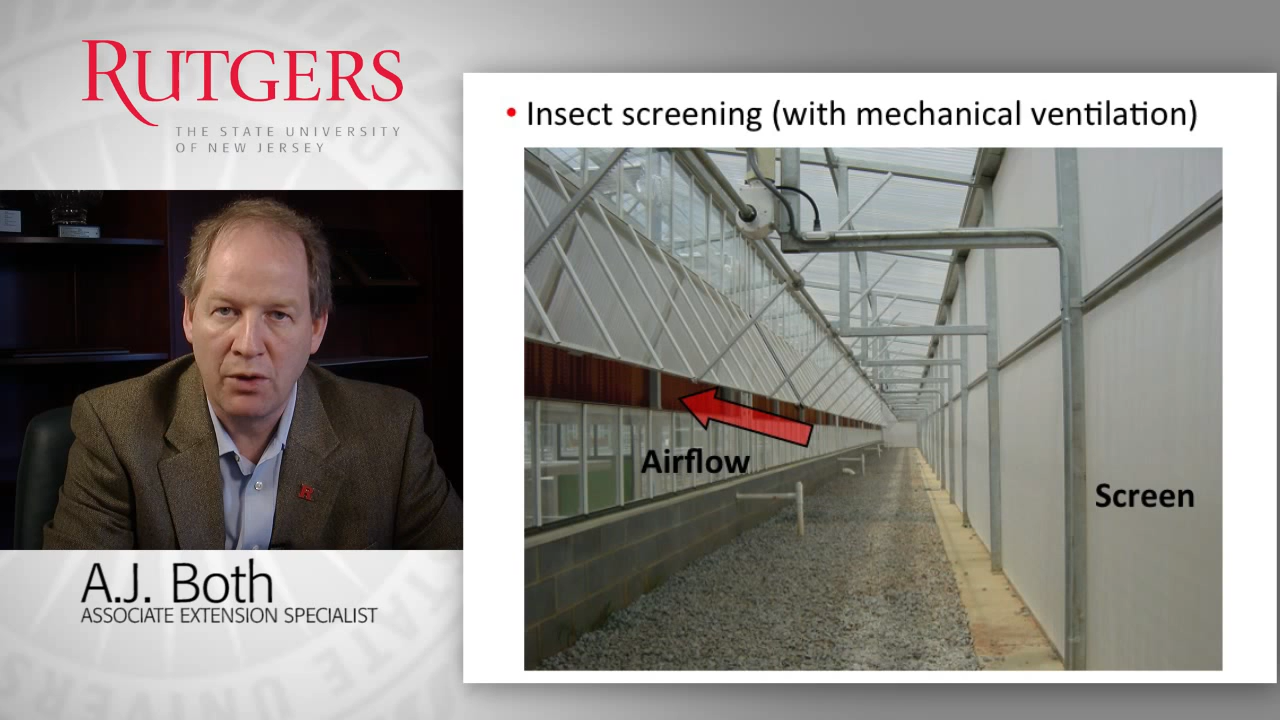 RUTGERS
THE STATE UNIVERSITY
OF NEW JERSEY
A.J. Both
ASSOCIATE EXTENSION SPECIALIST
• Insect screening (with mechanical ventilation)
Airflow
Screen